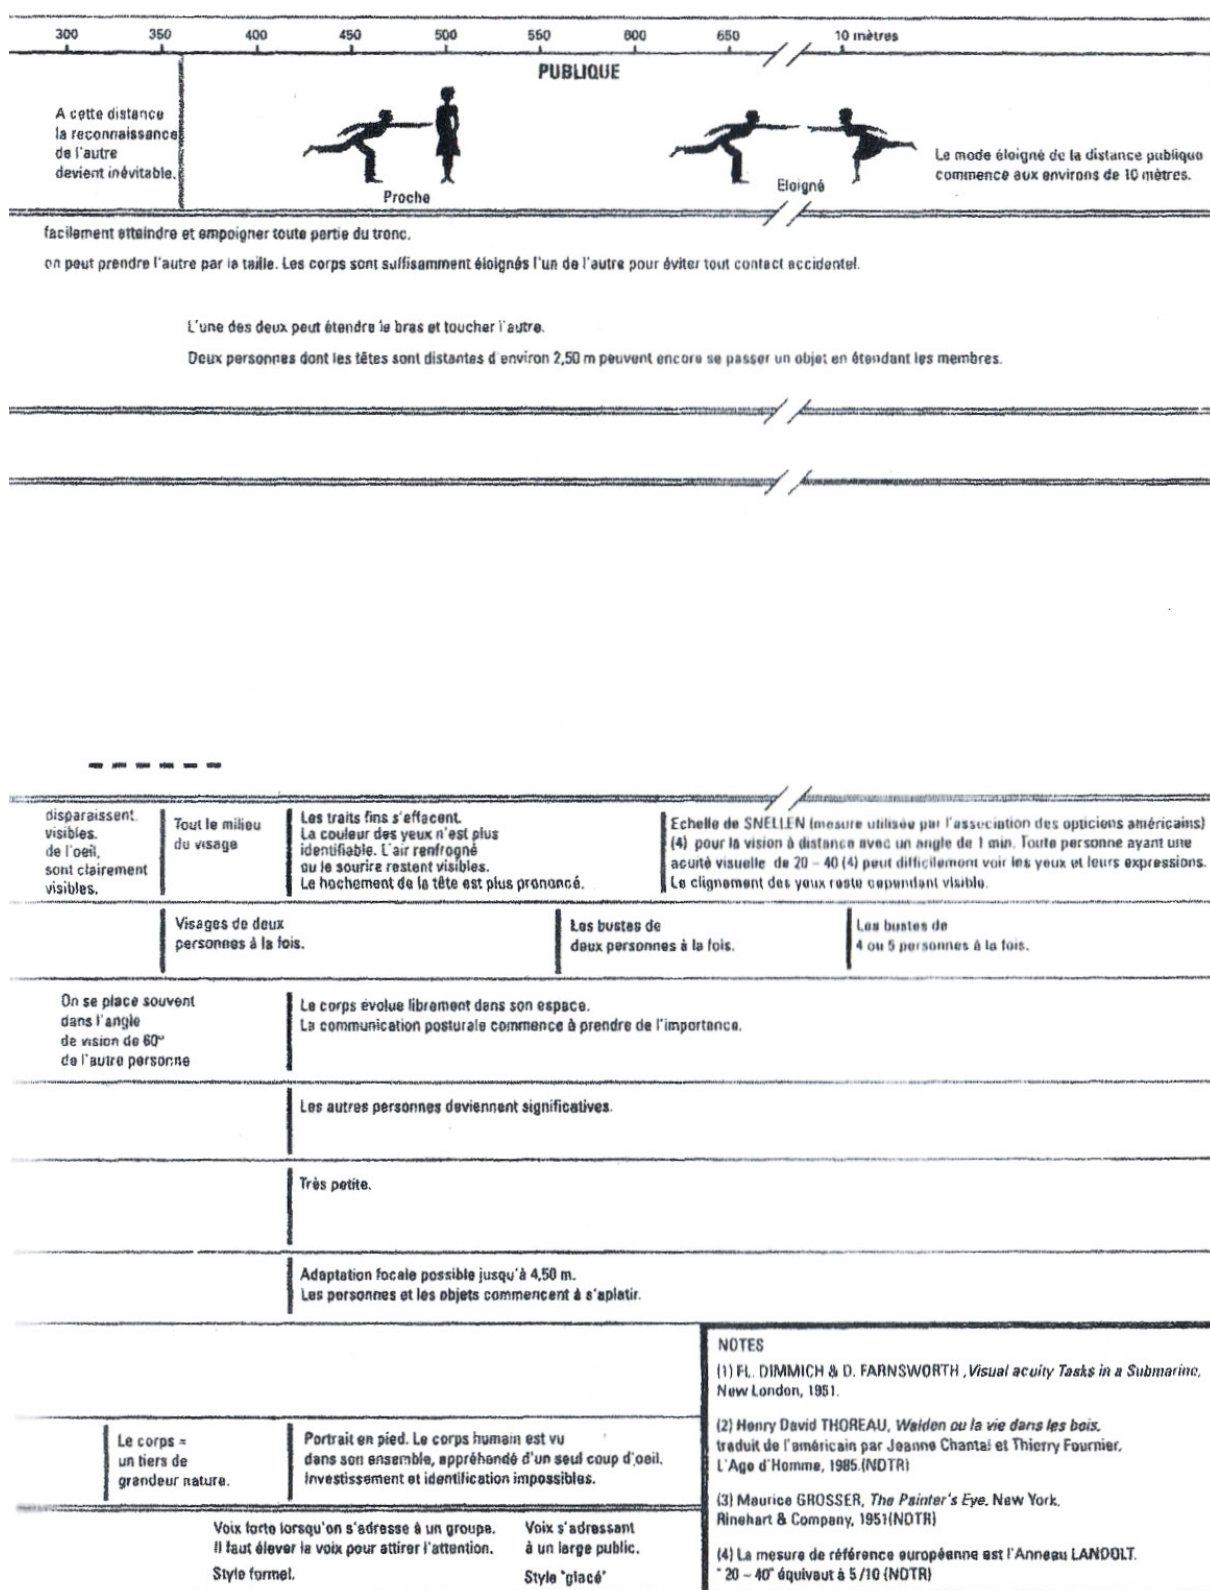 300 350 400 450 500 550 600 650 10 mètres
PUBLIQUE
A cette distance
la reconnaissance
de l'autre
devient inévitable.
Proche
Eloigné
Le mode éloigné de la distance publique
commence aux environs de 10 mètres.
facilement atteindre et empoigner toute partie du tronc.
on peut prendre l'autre par la taille. Les corps sont suffisamment éloignés l'un de l'autre pour éviter tout contact accidentel.
L'une des deux peut étendre le bras et toucher l'autre.
Deux personnes dont les têtes sont distantes d'environ 2,50 m peuvent encore se passer un objet en étendant les membres.
disparaissent.
visibles.
de l'oeil,
sont clairement
visibles.
Tout le milieu
du visage
Les traits fins s'effacent.
La couleur des yeux n'est plus
identifiable. L'air renfrogné
ou le sourire restent visibles.
Le hochement de la tête est plus prononcé.
Echelle de SNELLEN (mesure utilisée par l'association des opticiens américains)
(4) pour la vision à distance avec un angle de 1 min. Toute personne ayant une
acuité visuelle de 20 – 40 (4) peut difficilement voir les yeux et leurs expressions.
Le clignement des yeux reste cependant visible.
Visages de deux
personnes à la fois.
Les bustes de
deux personnes à la fois.
Les bustes de
4 ou 5 personnes à la fois.
On se place souvent
dans l'angle
de vision de 60°
de l'autre personne
Le corps évolue librement dans son espace.
La communication posturale commence à prendre de l'importance.
Les autres personnes deviennent significatives.
Très petite.
Adaptation focale possible jusqu'à 4,50 m.
Les personnes et les objets commencent à s'aplatir.
Le corps =
un tiers de
grandeur nature.
Portrait en pied. Le corps humain est vu
dans son ensemble, appréhendé d'un seul coup d'oeil.
Investissement et identification impossibles.
Voix forte lorsqu'on s'adresse à un groupe.
Il faut élever la voix pour attirer l'attention.
Style formel.
Voix s'adressant
à un large public.
Style "glacé"
NOTES
(1) FL. DIMMICH & D. FARNSWORTH , Visual acuity Tasks in a Submarine,
New London, 1951.
(2) Henry David THOREAU, Walden ou la vie dans les bois,
traduit de l'américain par Jeanne Chantal et Thierry Fournier,
L'Age d'Homme, 1985.(NDTR)
(3) Maurice GROSSER, The Painter's Eye, New York,
Rinehart & Company, 1951(NDTR)
(4) La mesure de référence européenne est l'Anneau LANDOLT.
" 20 – 40" équivaut à 5 /10 (NDTR)